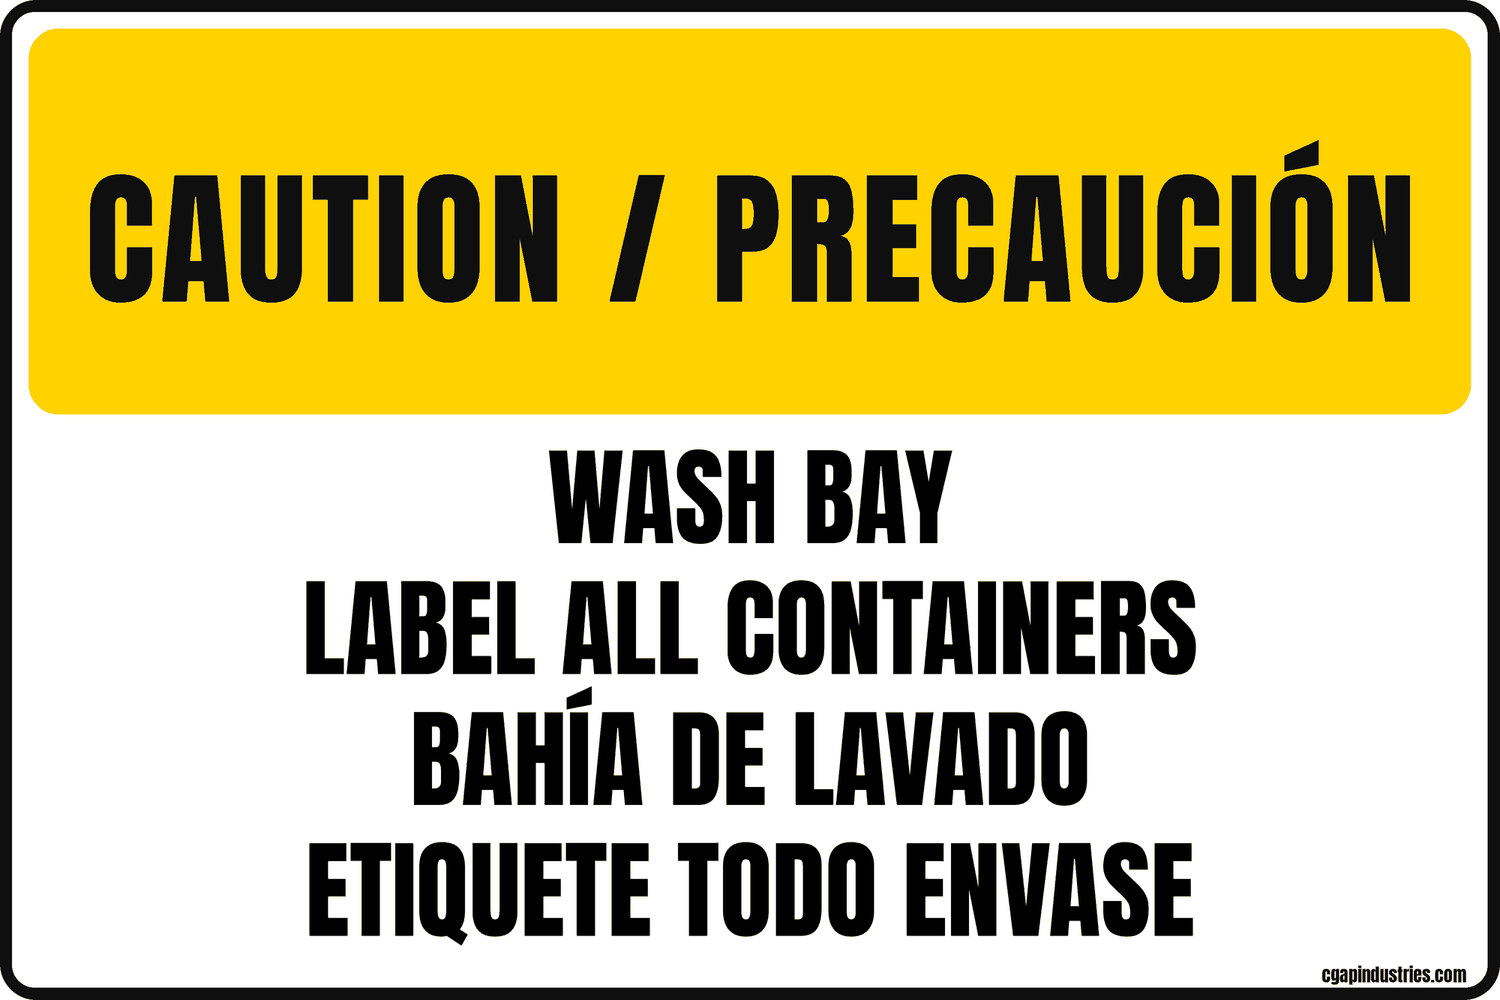 CAUTION / PRECAUCIÓN
WASH BAY
LABEL ALL CONTAINERS
BAHÍA DE LAVADO
ETIQUETE TODO ENVASE
cgapindustries.com